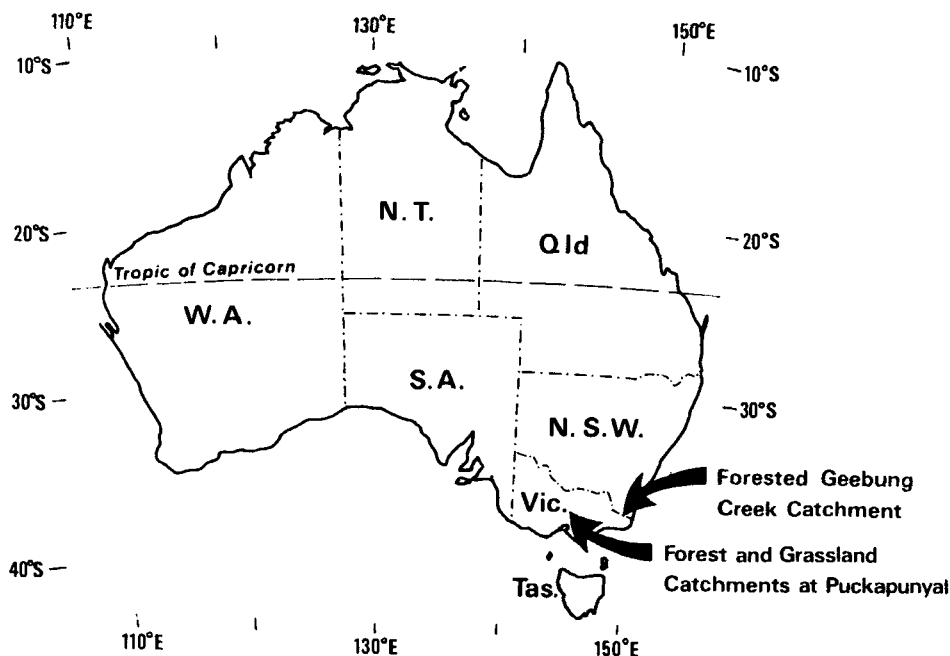 110°E
130°E
150°E
10°S
10°S
N. T.
Qld
20°S
20°S
Tropic of Capricorn
W. A.
S. A.
30°S
30°S
N. S. W.
Forested Geebung
Creek Catchment
Vic.
Forest and Grassland
Catchments at Puckapunyal
40°S
Tas.
110°E
130°E
150°E